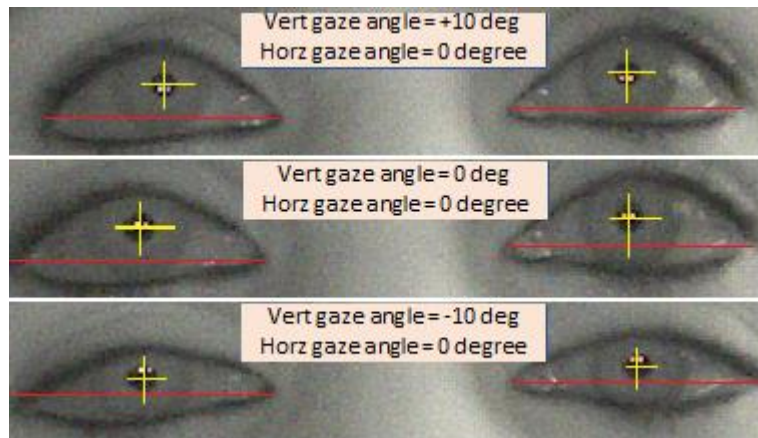 Vert gaze angle = +10 deg
Horz gaze angle = 0 degree
Vert gaze angle = 0 deg
Horz gaze angle = 0 degree
Vert gaze angle = -10 deg
Horz gaze angle = 0 degree